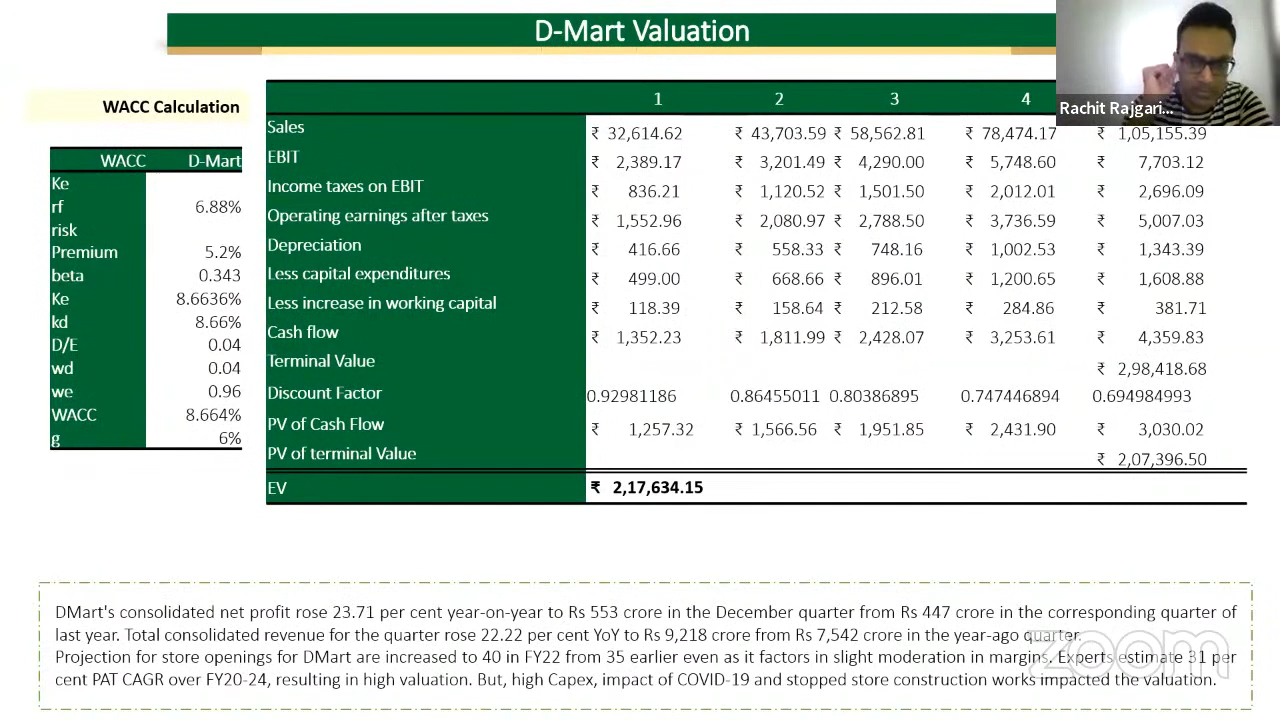 D-Mart Valuation
Rachit Rajgari...
WACC Calculation
WACC D-Mart
Ke
rf 6.88%
risk
Premium 5.2%
beta 0.343
Ke 8.6636%
kd 8.66%
D/E 0.04
wd 0.04
we 0.96
WACC 8.664%
g 6%
1 2 3 4
Sales ₹ 32,614.62 ₹ 43,703.59 ₹ 58,562.81 ₹ 78,474.17 ₹ 1,05,155.39
EBIT ₹ 2,389.17 ₹ 3,201.49 ₹ 4,290.00 ₹ 5,748.60 ₹ 7,703.12
Income taxes on EBIT ₹ 836.21 ₹ 1,120.52 ₹ 1,501.50 ₹ 2,012.01 ₹ 2,696.09
Operating earnings after taxes ₹ 1,552.96 ₹ 2,080.97 ₹ 2,788.50 ₹ 3,736.59 ₹ 5,007.03
Depreciation ₹ 416.66 ₹ 558.33 ₹ 748.16 ₹ 1,002.53 ₹ 1,343.39
Less capital expenditures ₹ 499.00 ₹ 668.66 ₹ 896.01 ₹ 1,200.65 ₹ 1,608.88
Less increase in working capital ₹ 118.39 ₹ 158.64 ₹ 212.58 ₹ 284.86 ₹ 381.71
Cash flow ₹ 1,352.23 ₹ 1,811.99 ₹ 2,428.07 ₹ 3,253.61 ₹ 4,359.83
Terminal Value ₹ 2,98,418.68
Discount Factor 0.92981186 0.86455011 0.80386895 0.747446894 0.694984993
PV of Cash Flow ₹ 1,257.32 ₹ 1,566.56 ₹ 1,951.85 ₹ 2,431.90 ₹ 3,030.02
PV of terminal Value ₹ 2,07,396.50
EV ₹ 2,17,634.15
DMart's consolidated net profit rose 23.71 per cent year-on-year to Rs 553 crore in the December quarter from Rs 447 crore in the corresponding quarter of
last year. Total consolidated revenue for the quarter rose 22.22 per cent YoY to Rs 9,218 crore from Rs 7,542 crore in the year-ago quarter.
Projection for store openings for DMart are increased to 40 in FY22 from 35 earlier even as it factors in slight moderation in margins. Experts estimate 31 per
cent PAT CAGR over FY20-24, resulting in high valuation. But, high Capex, impact of COVID-19 and stopped store construction works impacted the valuation.
zoom